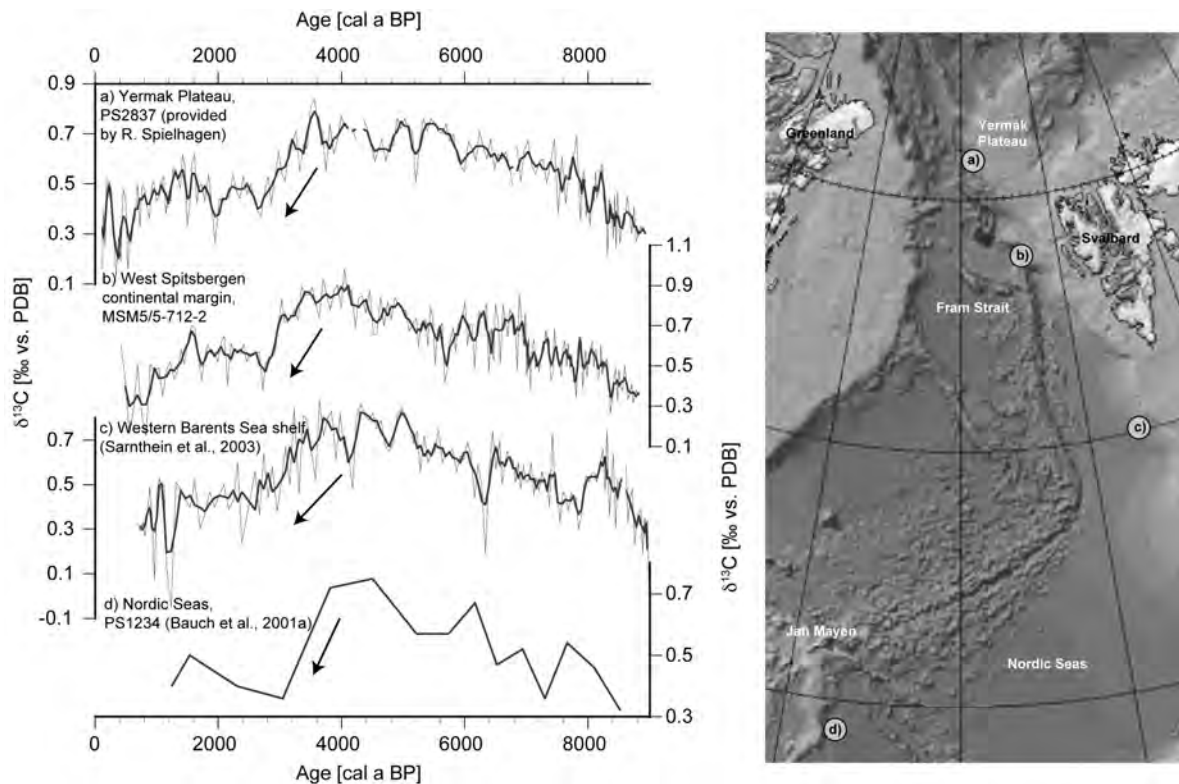 Age [cal a BP]
0 2000 4000 6000 8000
0.9
0.7
0.5
0.3
0.1
a) Yermak Plateau,
PS2837 (provided
by R. Spielhagen)
1.1
0.9
0.7
0.5
0.3
0.1
b) West Spitsbergen
continental margin,
MSM5/5-712-2
δ¹³C [‰ vs. PDB]
0.7
0.5
0.3
0.1
-0.1
c) Western Barents Sea shelf
(Sarnthein et al., 2003)
δ¹³C [‰ vs. PDB]
0.7
0.5
0.3
d) Nordic Seas,
PS1234 (Bauch et al., 2001a)
0 2000 4000 6000 8000
Age [cal a BP]
Greenland
Yermak
Plateau
a)
Svalbard
b)
Fram Strait
c)
Jan Mayen
Nordic Seas
d)